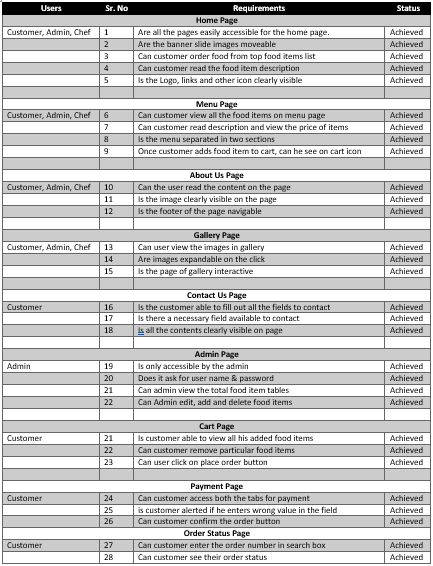 Users Sr. No Requirements Status
Home Page
Customer, Admin, Chef 1 Are all the pages easily accessible for the home page. Achieved
2 Are the banner slide images moveable Achieved
3 Can customer order food from top food items list Achieved
4 Can customer read the food item description Achieved
5 Is the Logo, links and other icon clearly visible Achieved
Menu Page
Customer, Admin, Chef 6 Can customer view all the food items on menu page Achieved
7 Can customer read description and view the price of items Achieved
8 Is the menu separated in two sections Achieved
9 Once customer adds food item to cart, can he see on cart icon Achieved
About Us Page
Customer, Admin, Chef 10 Can the user read the content on the page Achieved
11 Is the image clearly visible on the page Achieved
12 Is the footer of the page navigable Achieved
Gallery Page
Customer, Admin, Chef 13 Can user view the images in gallery Achieved
14 Are images expandable on the click Achieved
15 Is the page of gallery interactive Achieved
Contact Us Page
Customer 16 Is the customer able to fill out all the fields to contact Achieved
17 Is there a necessary field available to contact Achieved
18 Is all the contents clearly visible on page Achieved
Admin Page
Admin 19 Is only accessible by the admin Achieved
20 Does it ask for user name & password Achieved
21 Can admin view the total food item tables Achieved
22 Can Admin edit, add and delete food items Achieved
Cart Page
Customer 21 Is customer able to view all his added food items Achieved
22 Can customer remove particular food items Achieved
23 Can user click on place order button Achieved
Payment Page
Customer 24 Can customer access both the tabs for payment Achieved
25 is customer alerted if he enters wrong value in the field Achieved
26 Can customer confirm the order button Achieved
Order Status Page
Customer 27 Can customer enter the order number in search box Achieved
28 Can customer see their order status Achieved